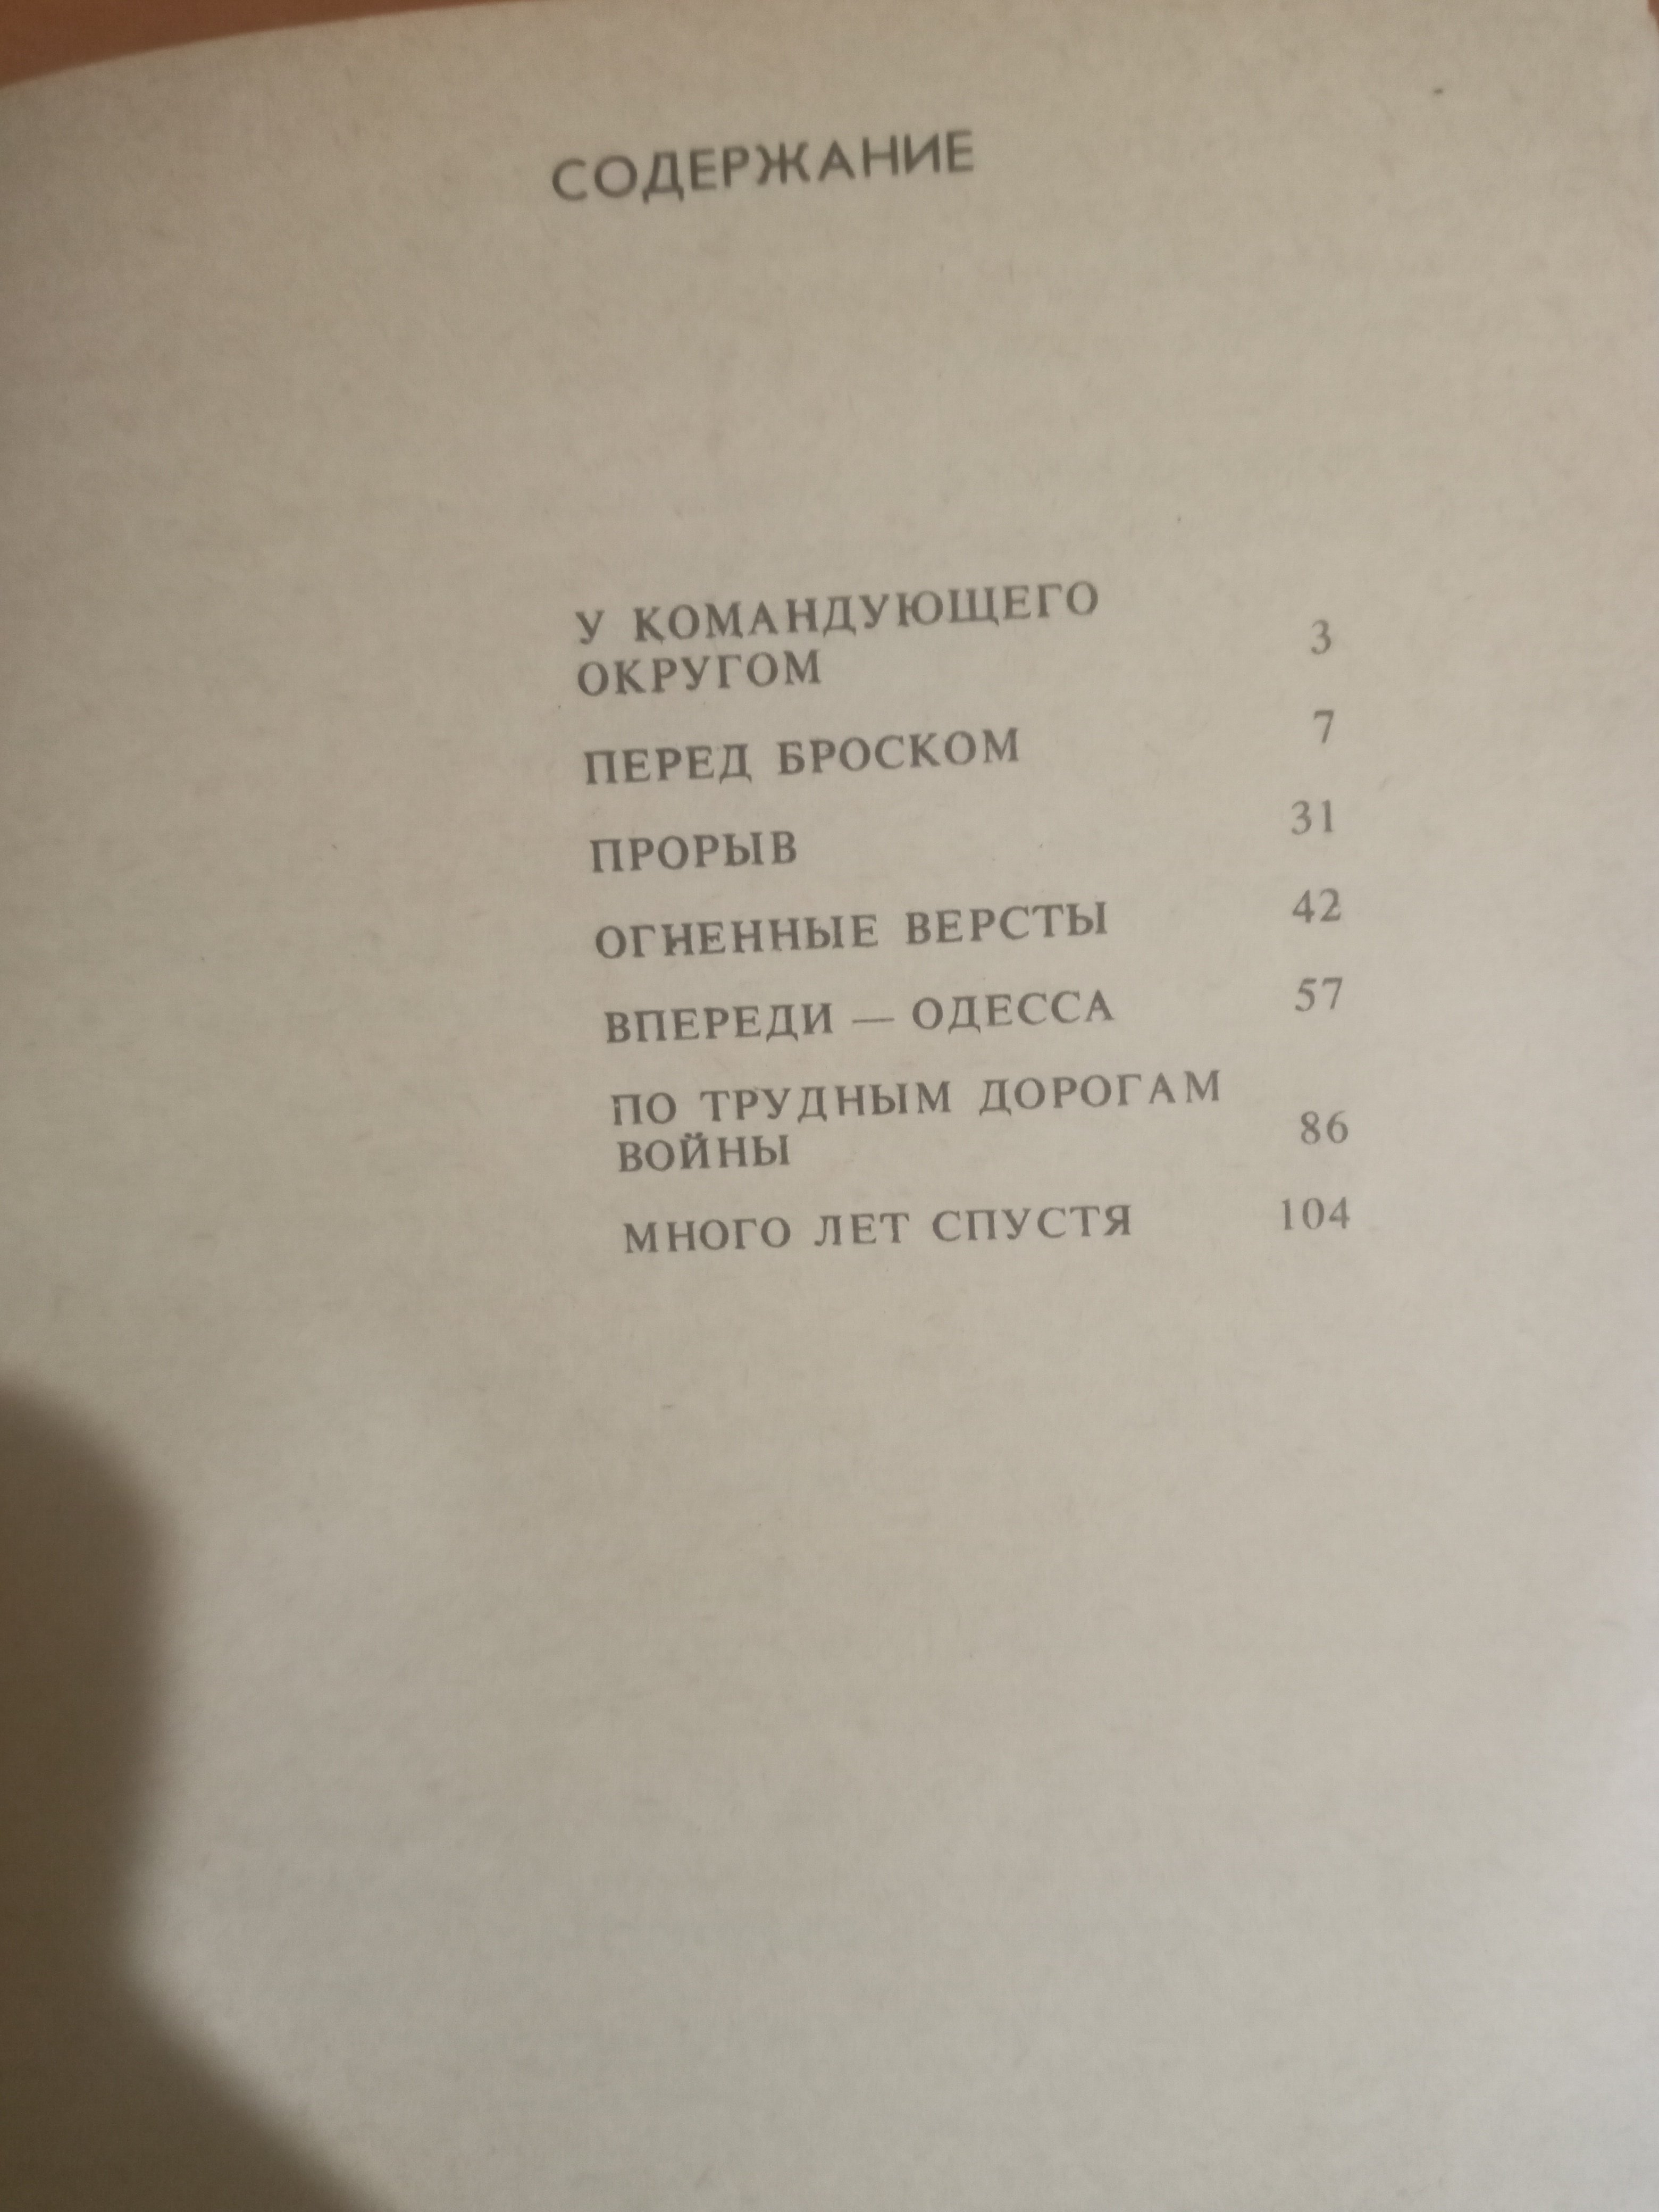 СОДЕРЖАНИЕ
У КОМАНДУЮЩЕГО
ОКРУГОМ 3
ПЕРЕД БРОСКОМ 7
ПРОРЫВ 31
ОГНЕННЫЕ ВЕРСТЫ 42
ВПЕРЕДИ — ОДЕССА 57
ПО ТРУДНЫМ ДОРОГАМ
ВОЙНЫ 86
МНОГО ЛЕТ СПУСТЯ 104